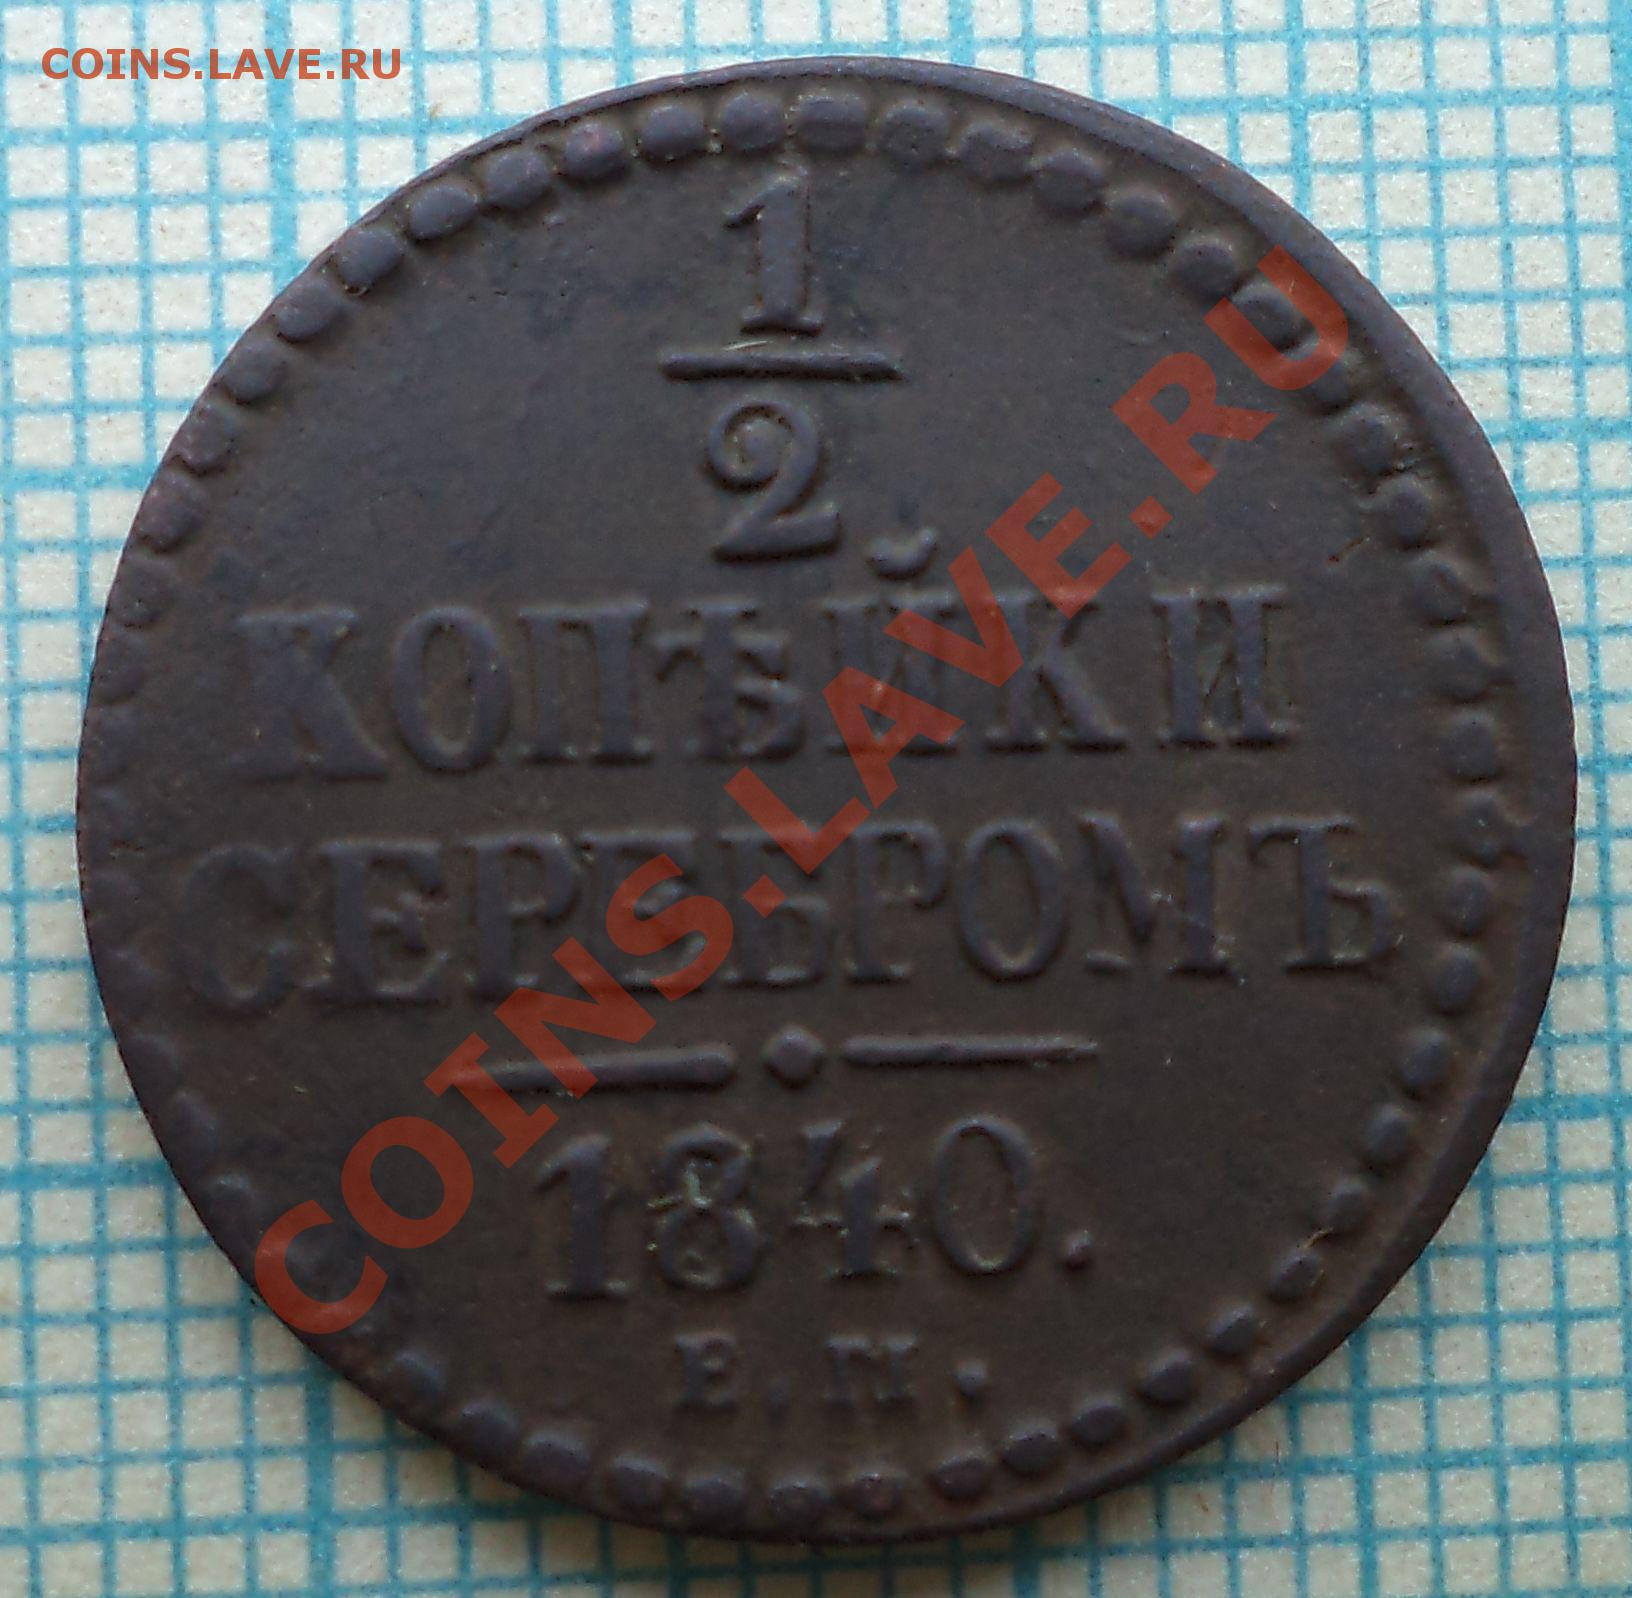 COINS.LAVE.RU
1
2
КОПѢЙКИ
СЕРЕБРОМЪ
1840.
Е.М.
COINS.LAVE.RU